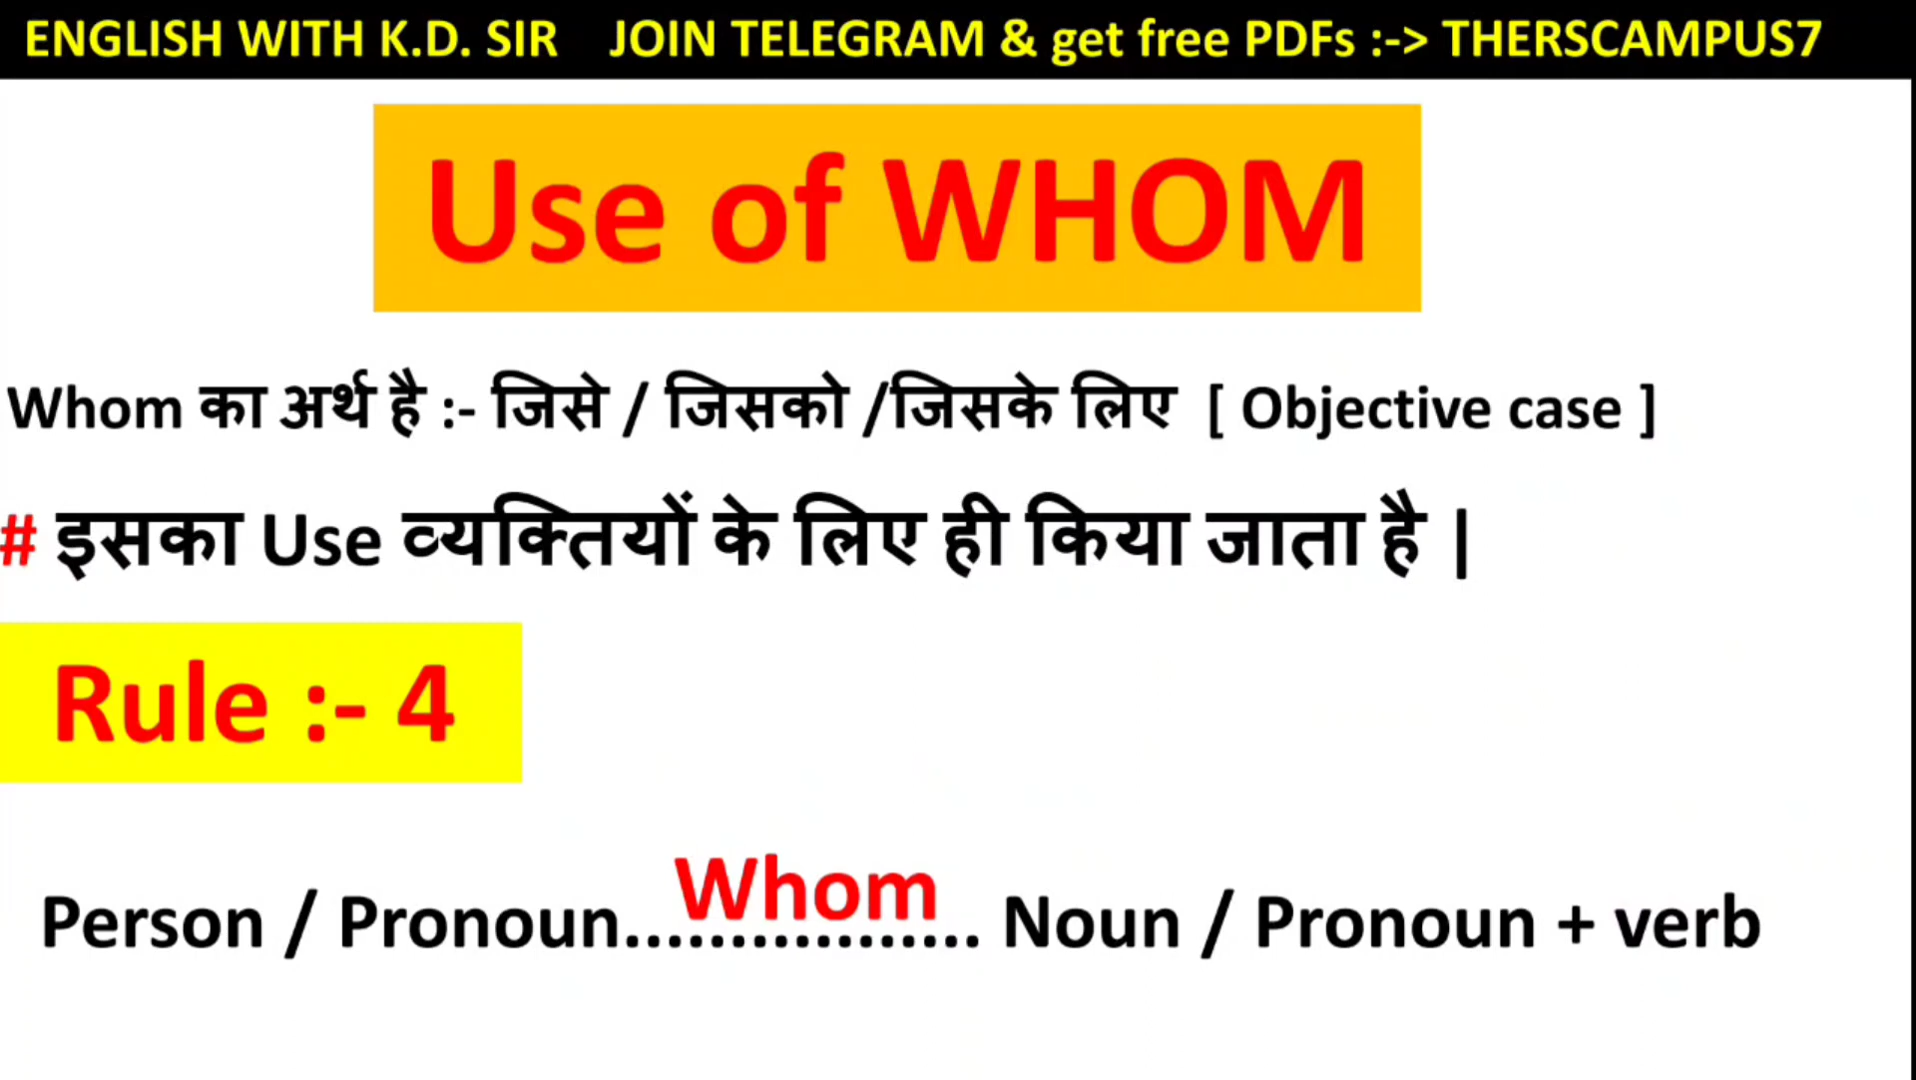 ENGLISH WITH K.D. SIR JOIN TELEGRAM & get free PDFs :-> THERSCAMPUS7
Use of WHOM
Whom का अर्थ है :- जिसे / जिसको /जिसके लिए [ Objective case ]
# इसका Use व्यक्तियों के लिए ही किया जाता है |
Rule :- 4
Whom
Person / Pronoun................. Noun / Pronoun + verb